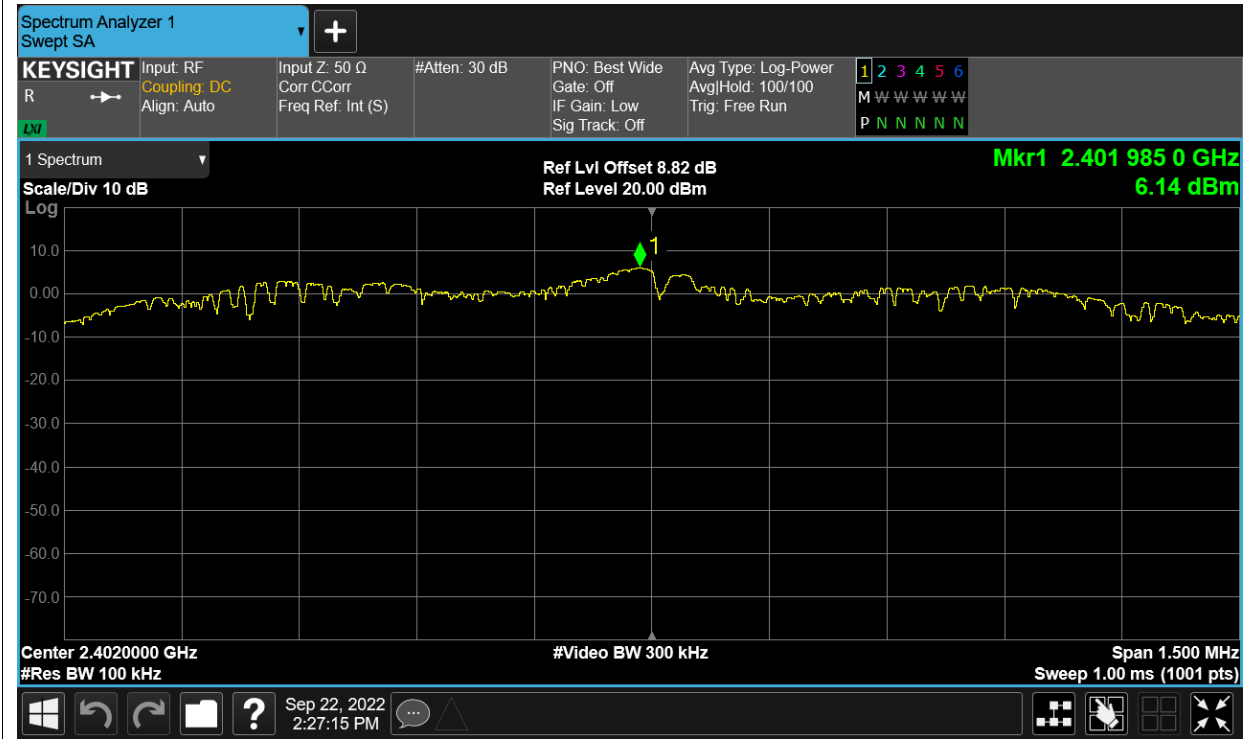 Spectrum Analyzer 1
Swept SA
+
KEYSIGHT
R
LXI
Input: RF
Coupling: DC
Align: Auto
Input Z: 50 Ω
Corr CCorr
Freq Ref: Int (S)
#Atten: 30 dB
PNO: Best Wide
Gate: Off
IF Gain: Low
Sig Track: Off
Avg Type: Log-Power
Avg|Hold: 100/100
Trig: Free Run
1 2 3 4 5 6
M W W W W W
P N N N N N
1 Spectrum
Scale/Div 10 dB
Log
Ref Lvl Offset 8.82 dB
Ref Level 20.00 dBm
Mkr1 2.401 985 0 GHz
6.14 dBm
1
10.0
0.00
-10.0
-20.0
-30.0
-40.0
-50.0
-60.0
-70.0
Center 2.4020000 GHz
#Res BW 100 kHz
#Video BW 300 kHz
Span 1.500 MHz
Sweep 1.00 ms (1001 pts)
?
Sep 22, 2022
2:27:15 PM